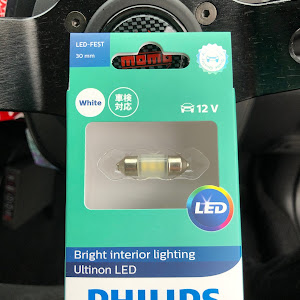 LED-FEST
30 mm
MOMO
White
車検
対応
12 V
LED
Bright interior lighting
Ultinon LED
PHILIPS